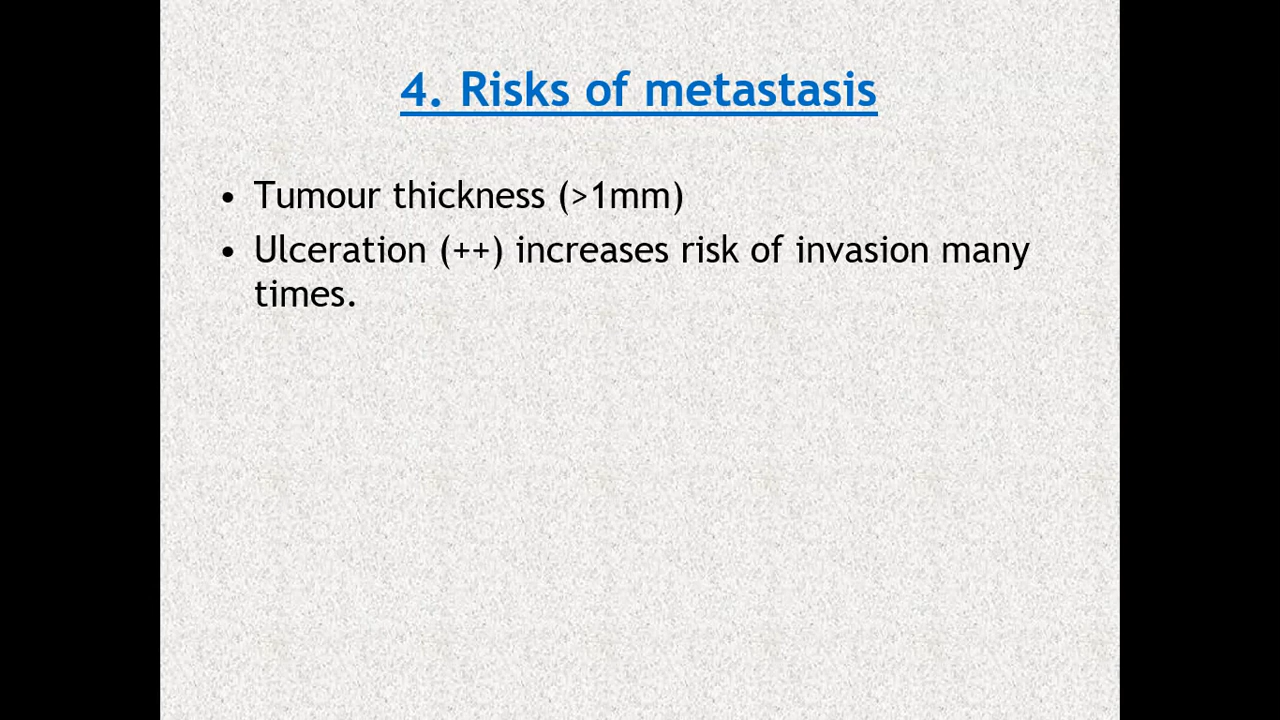 4. Risks of metastasis
• Tumour thickness (>1mm)
• Ulceration (++) increases risk of invasion many
times.